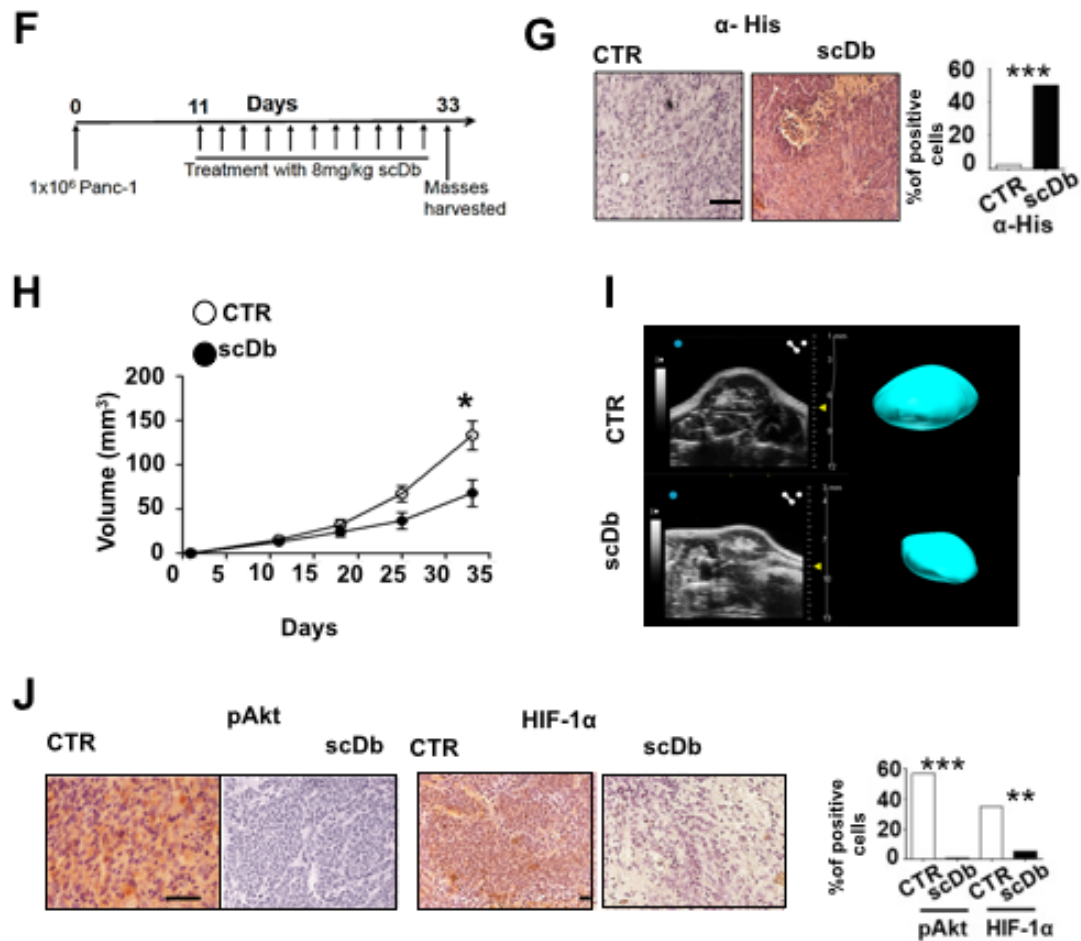 F
0 11 Days 33
Treatment with 8mg/kg scDb
1x10⁶ Panc-1
Masses
harvested
G
α- His
CTR scDb
%of positive
cells
60
40
20
0
***
CTR
scDb
α-His
H
CTR
scDb
Volume (mm³)
200
150
100
50
0
*
0 5 10 15 20 25 30 35
Days
I
CTR
scDb
J
pAkt
CTR scDb
HIF-1α
CTR scDb
%of positive
cells
60
40
20
0
***
**
CTR
scDb
CTR
scDb
pAkt HIF-1α